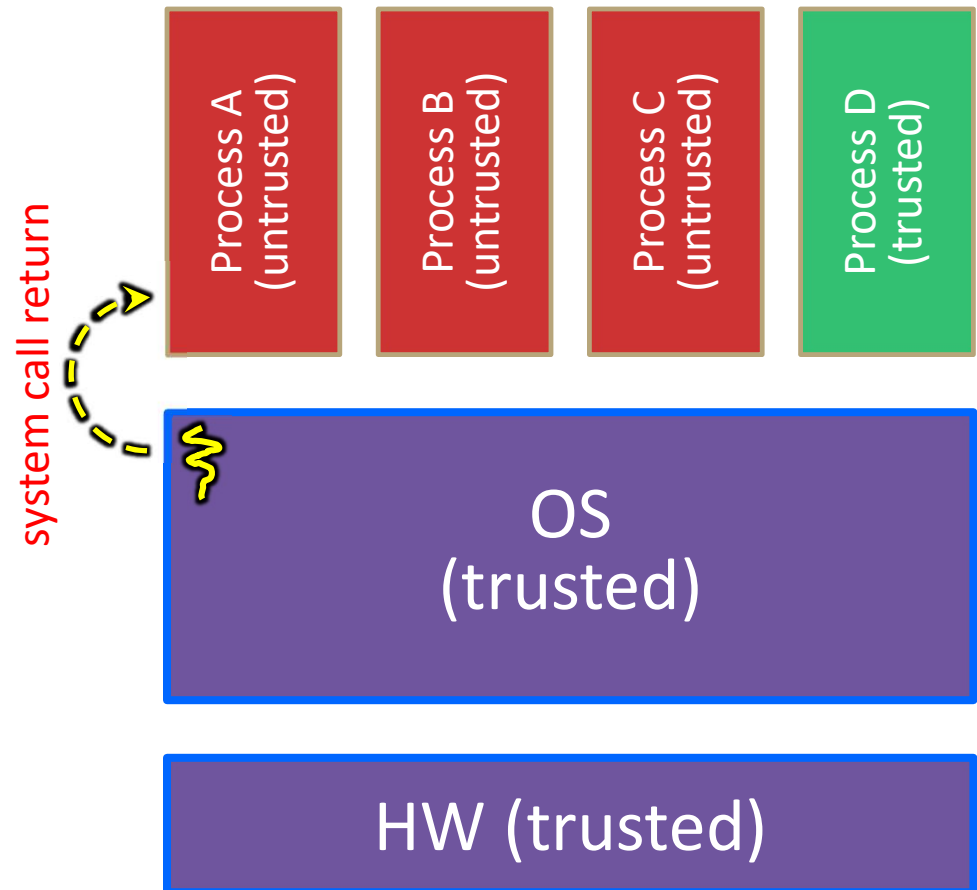 Process A
(untrusted)
Process B
(untrusted)
Process C
(untrusted)
Process D
(trusted)
system call return
OS
(trusted)
HW (trusted)